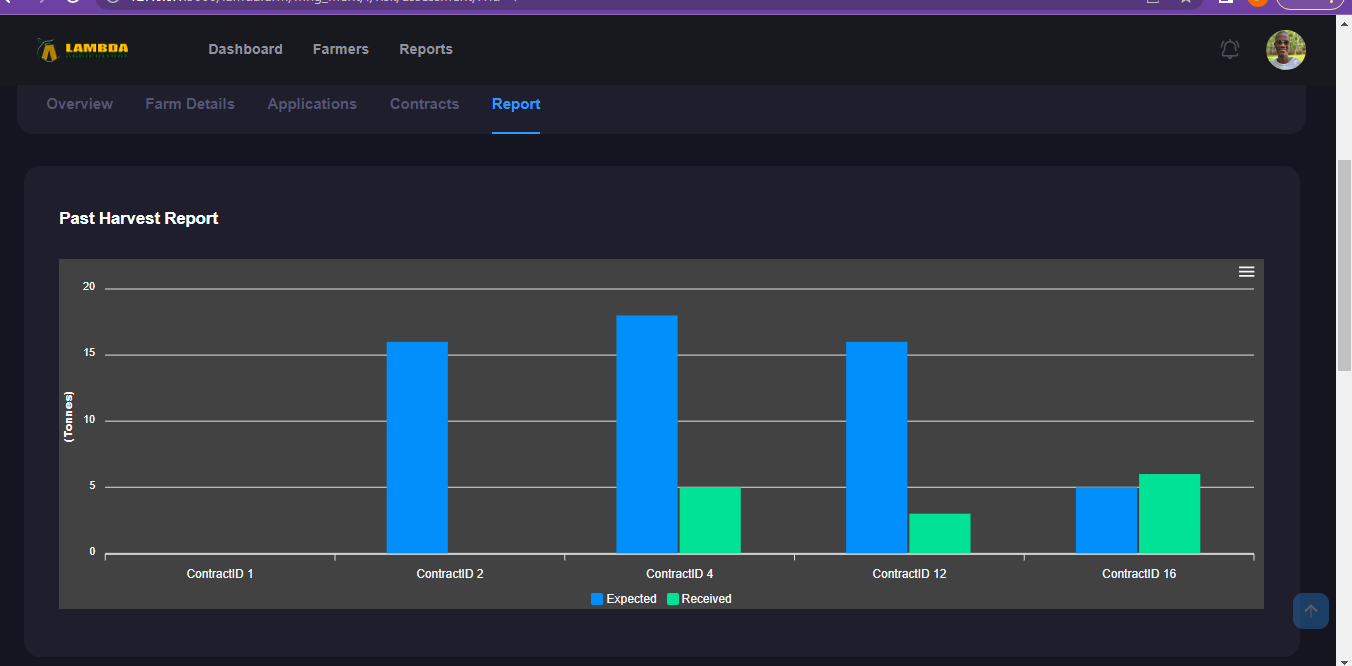 LAMBDA
Dashboard Farmers Reports
Overview Farm Details Applications Contracts Report
Past Harvest Report
20
15
10
5
0
(Tonnes)
ContractID 1 ContractID 2 ContractID 4 ContractID 12 ContractID 16
Expected Received